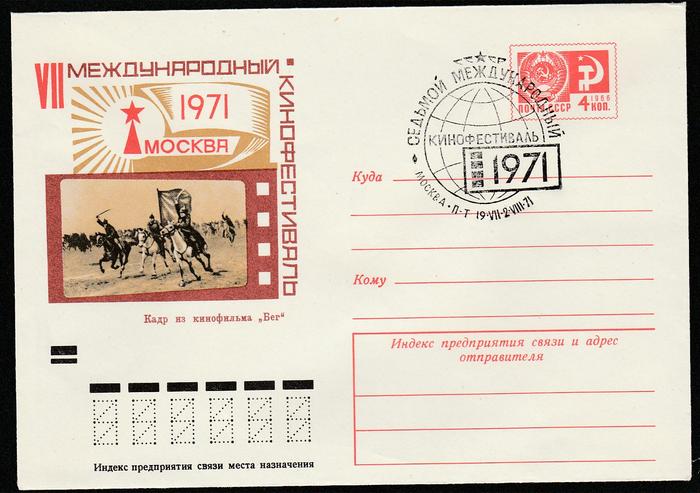 VII МЕЖДУНАРОДНЫЙ
КИНОФЕСТИВАЛЬ
1971
МОСКВА
Кадр из кинофильма „Бег“
СЕДЬМОЙ МЕЖДУНАРОДНЫЙ
КИНОФЕСТИВАЛЬ
1971
МОСКВА · П-Т 19·VII-2·VIII·71
1966
ПОЧТА СССР 4 КОП.
Куда
Кому
Индекс предприятия связи и адрес
отправителя
Индекс предприятия связи места назначения